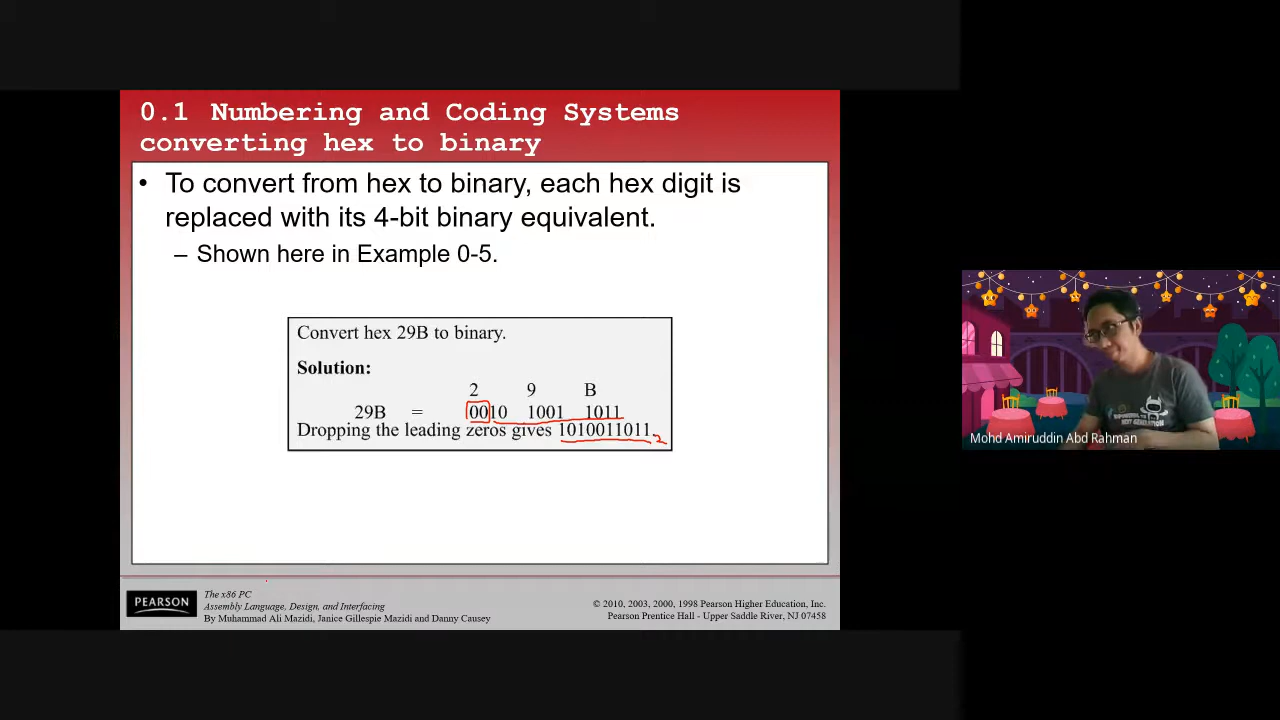 0.1 Numbering and Coding Systems
converting hex to binary
• To convert from hex to binary, each hex digit is
replaced with its 4-bit binary equivalent.
– Shown here in Example 0-5.
Convert hex 29B to binary.
Solution:
2 9 B
29B = 0010 1001 1011
Dropping the leading zeros gives 1010011011.2
PEARSON
The x86 PC
Assembly Language, Design, and Interfacing
By Muhammad Ali Mazidi, Janice Gillespie Mazidi and Danny Causey
© 2010, 2003, 2000, 1998 Pearson Higher Education, Inc.
Pearson Prentice Hall - Upper Saddle River, NJ 07458
NEXT GENERATION
Mohd Amiruddin Abd Rahman